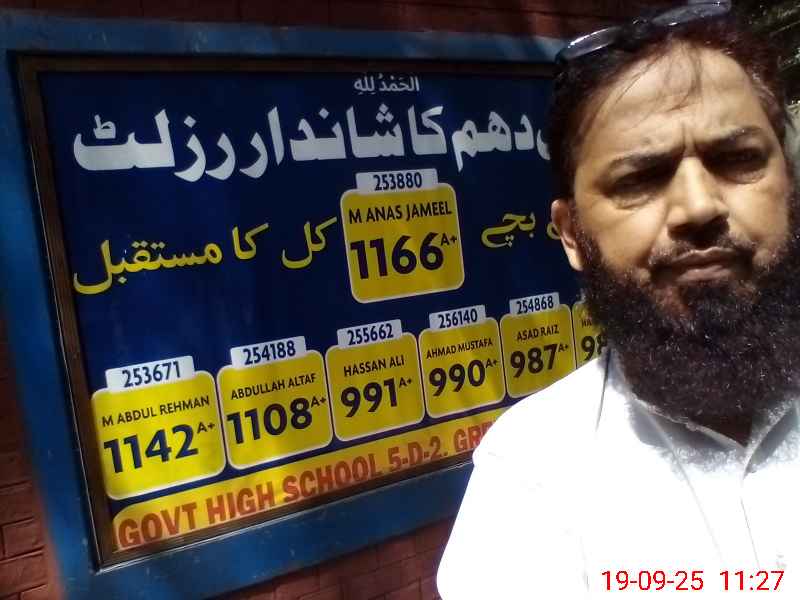 الحَمْدُ لِلّٰهِ
دھم کا شاندار رزلٹ
253880
M ANAS JAMEEL
1166 A+
بچے کل کا مستقبل
253671
M ABDUL REHMAN
1142 A+
254188
ABDULLAH ALTAF
1108 A+
255662
HASSAN ALI
991 A+
256140
AHMAD MUSTAFA
990 A+
254868
ASAD RAIZ
987 A+
GOVT HIGH SCHOOL 5-D-2.
19-09-25 11:27